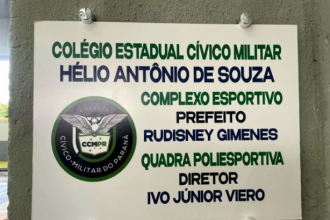 COLÉGIO ESTADUAL CÍVICO MILITAR
HÉLIO ANTÔNIO DE SOUZA
COMPLEXO ESPORTIVO
PREFEITO
RUDISNEY GIMENES
QUADRA POLIESPORTIVA
DIRETOR
IVO JÚNIOR VIERO
CCMPR
CÍVICO-MILITAR DO PARANÁ